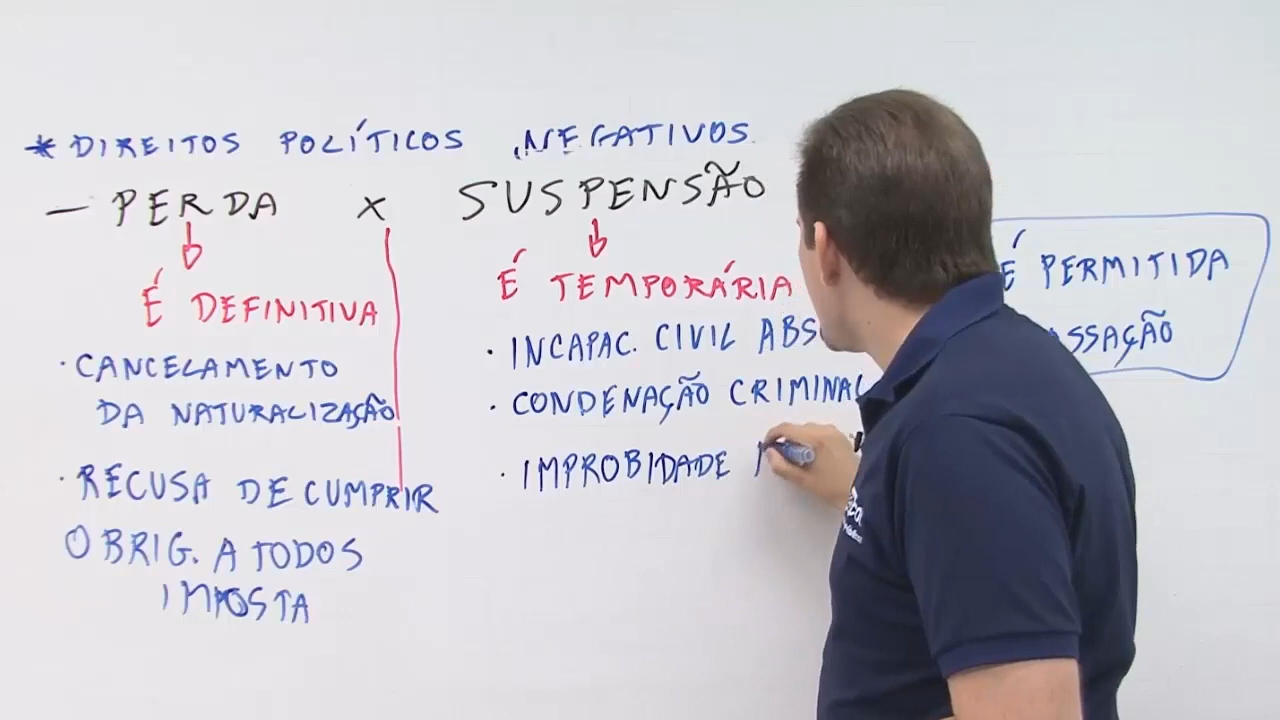 * DIREITOS POLÍTICOS NEGATIVOS
— PERDA X SUSPENSÃO
É DEFINITIVA
· CANCELAMENTO
DA NATURALIZAÇÃO
· RECUSA DE CUMPRIR
OBRIG. A TODOS
IMPOSTA
É TEMPORÁRIA
· INCAPAC. CIVIL ABS
· CONDENAÇÃO CRIMINAL
· IMPROBIDADE
É PERMITIDA
ASSAÇÃO